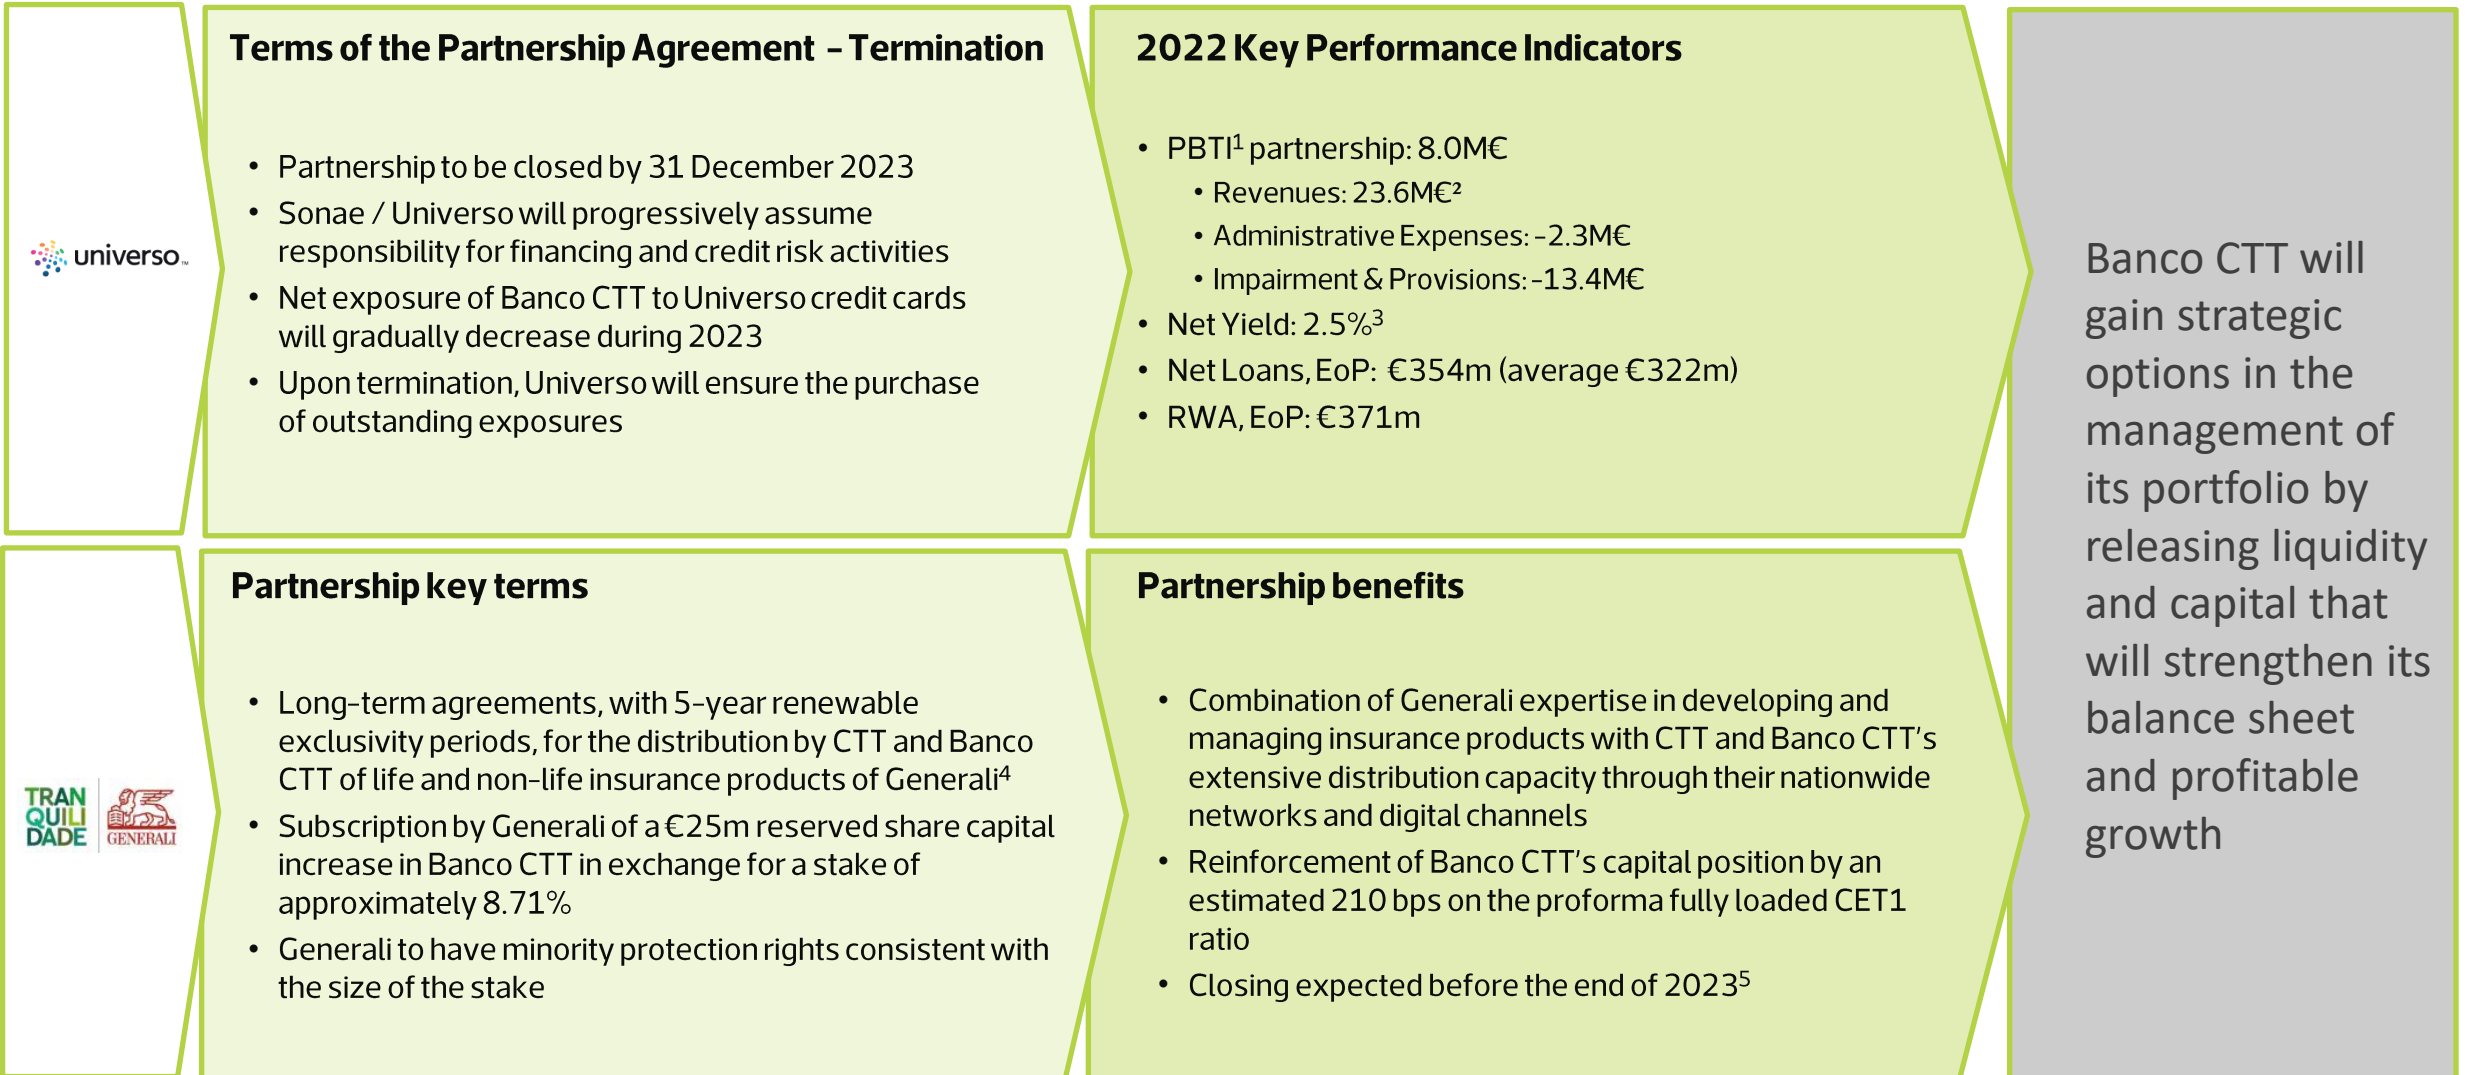 universo™
Terms of the Partnership Agreement – Termination
• Partnership to be closed by 31 December 2023
• Sonae / Universo will progressively assume
responsibility for financing and credit risk activities
• Net exposure of Banco CTT to Universo credit cards
will gradually decrease during 2023
• Upon termination, Universo will ensure the purchase
of outstanding exposures
2022 Key Performance Indicators
• PBTI¹ partnership: 8.0M€
• Revenues: 23.6M€²
• Administrative Expenses: -2.3M€
• Impairment & Provisions: -13.4M€
• Net Yield: 2.5%³
• Net Loans, EoP: €354m (average €322m)
• RWA, EoP: €371m
TRAN
QUILI
DADE
GENERALI
Partnership key terms
• Long-term agreements, with 5-year renewable
exclusivity periods, for the distribution by CTT and Banco
CTT of life and non-life insurance products of Generali⁴
• Subscription by Generali of a €25m reserved share capital
increase in Banco CTT in exchange for a stake of
approximately 8.71%
• Generali to have minority protection rights consistent with
the size of the stake
Partnership benefits
• Combination of Generali expertise in developing and
managing insurance products with CTT and Banco CTT's
extensive distribution capacity through their nationwide
networks and digital channels
• Reinforcement of Banco CTT's capital position by an
estimated 210 bps on the proforma fully loaded CET1
ratio
• Closing expected before the end of 2023⁵
Banco CTT will
gain strategic
options in the
management of
its portfolio by
releasing liquidity
and capital that
will strengthen its
balance sheet
and profitable
growth